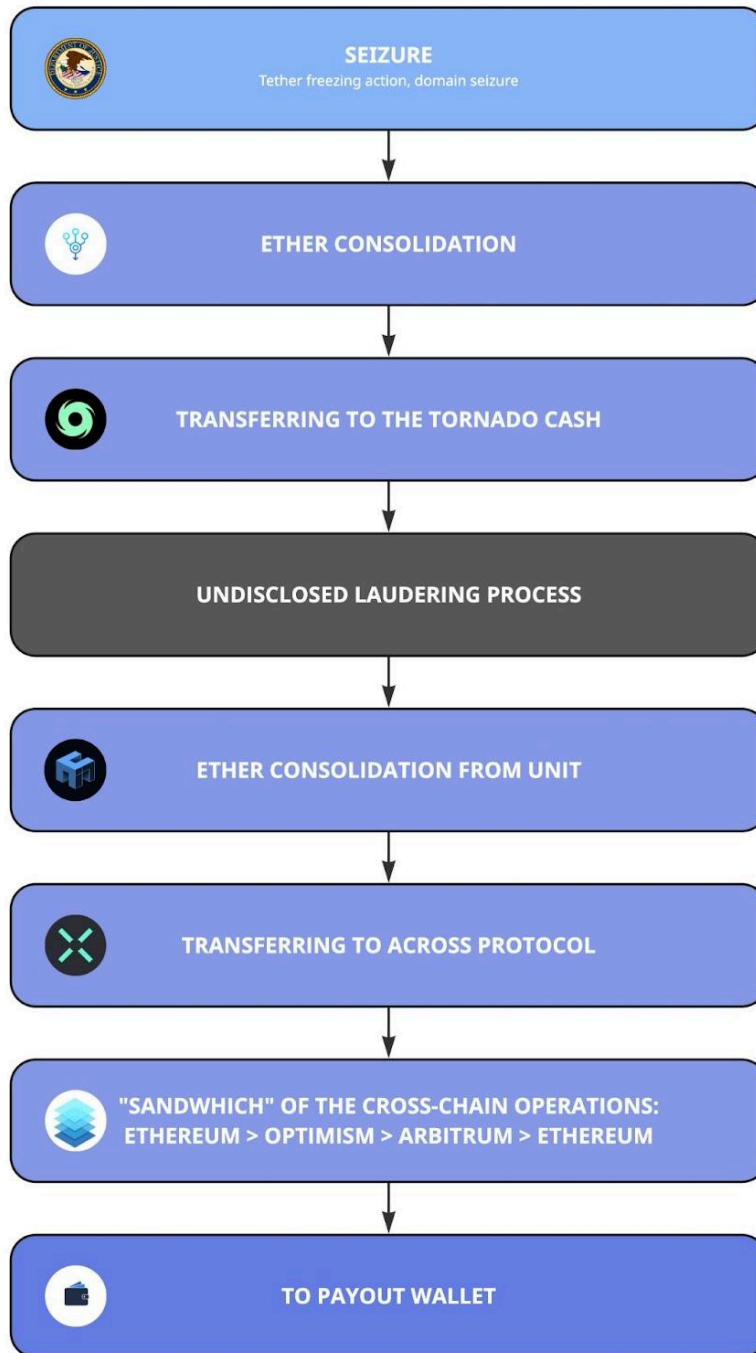 SEIZURE
Tether freezing action, domain seizure
ETHER CONSOLIDATION
TRANSFERRING TO THE TORNADO CASH
UNDISCLOSED LAUDERING PROCESS
ETHER CONSOLIDATION FROM UNIT
TRANSFERRING TO ACROSS PROTOCOL
"SANDWHICH" OF THE CROSS-CHAIN OPERATIONS:
ETHEREUM > OPTIMISM > ARBITRUM > ETHEREUM
TO PAYOUT WALLET